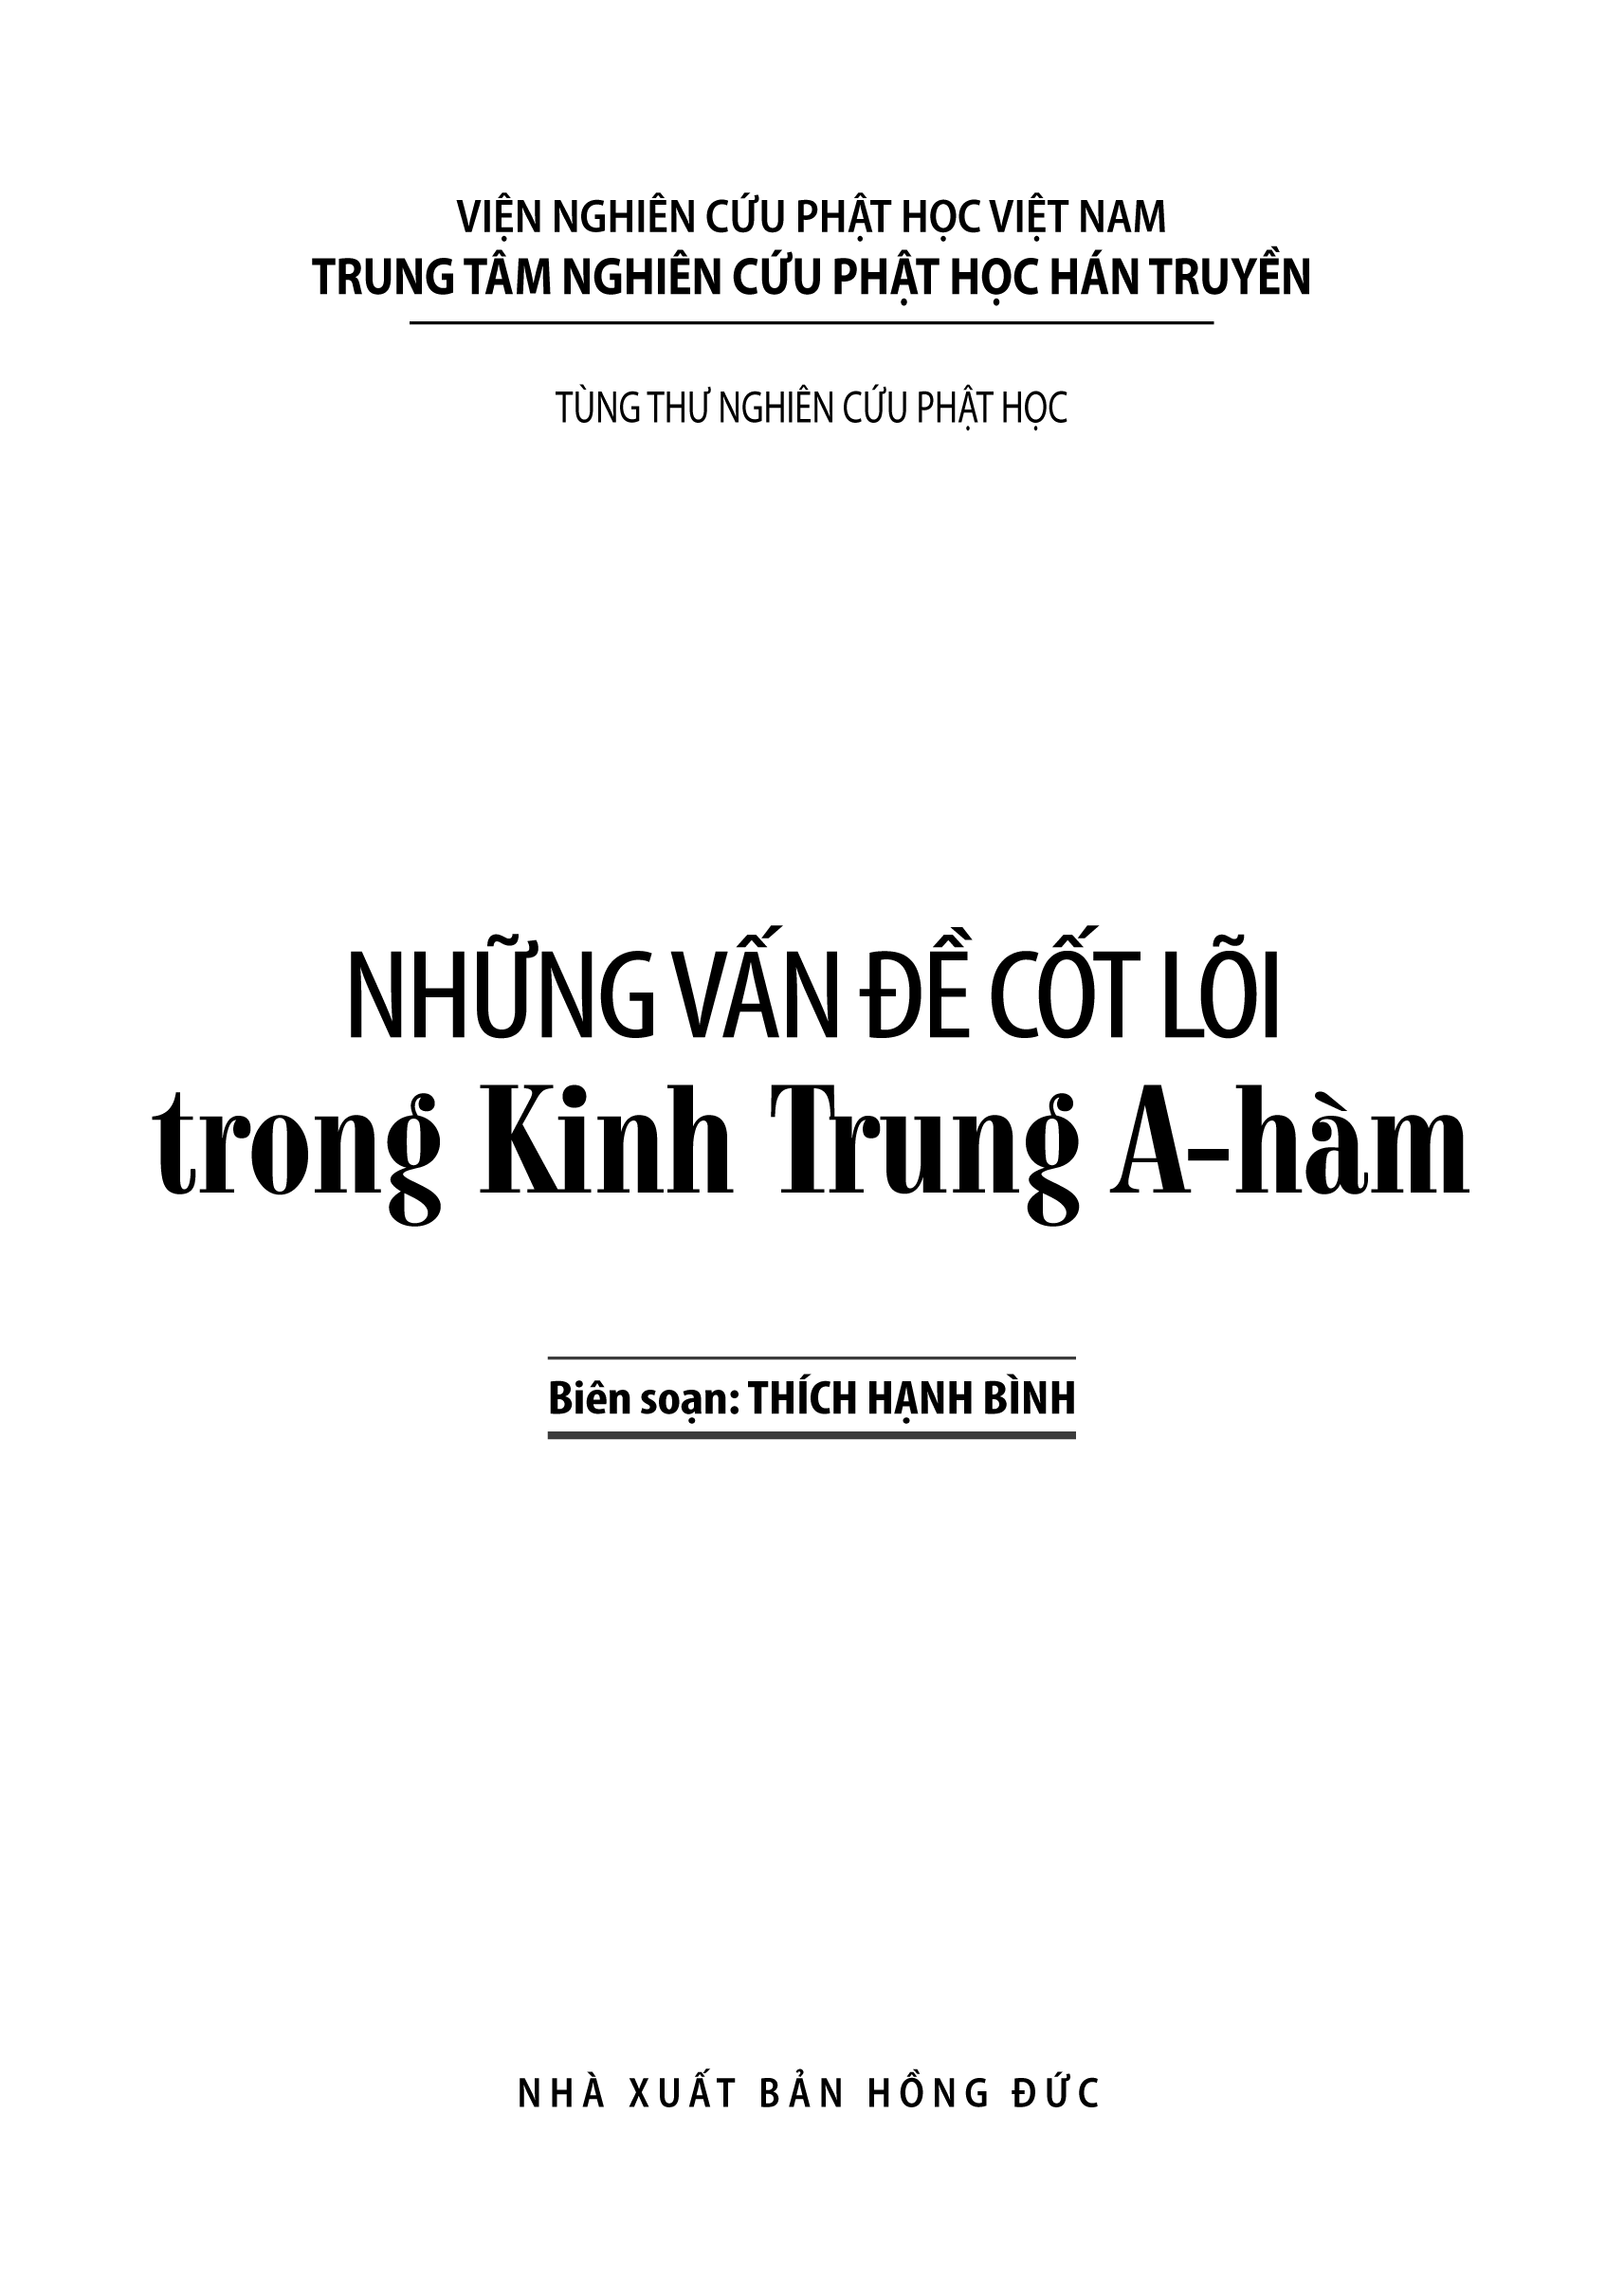 VIỆN NGHIÊN CỨU PHẬT HỌC VIỆT NAM
TRUNG TÂM NGHIÊN CỨU PHẬT HỌC HÁN TRUYỀN
TÙNG THƯ NGHIÊN CỨU PHẬT HỌC
NHỮNG VẤN ĐỀ CỐT LÕI
trong Kinh Trung A-hàm
Biên soạn: THÍCH HẠNH BÌNH
NHÀ XUẤT BẢN HỒNG ĐỨC